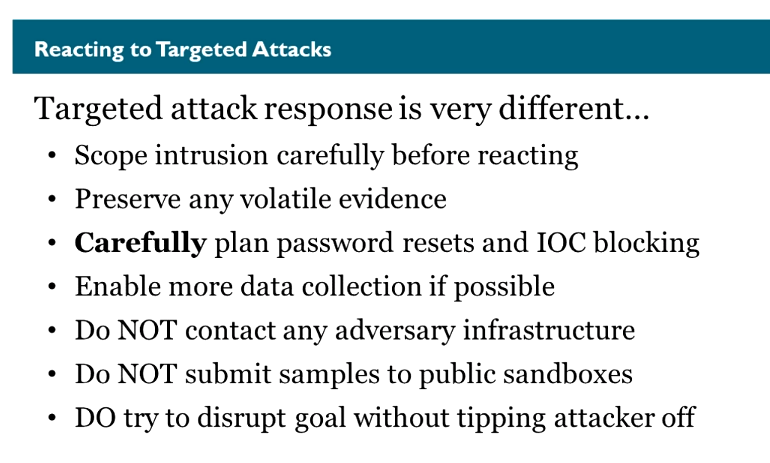 Reacting to Targeted Attacks
Targeted attack response is very different...
• Scope intrusion carefully before reacting
• Preserve any volatile evidence
• Carefully plan password resets and IOC blocking
• Enable more data collection if possible
• Do NOT contact any adversary infrastructure
• Do NOT submit samples to public sandboxes
• DO try to disrupt goal without tipping attacker off